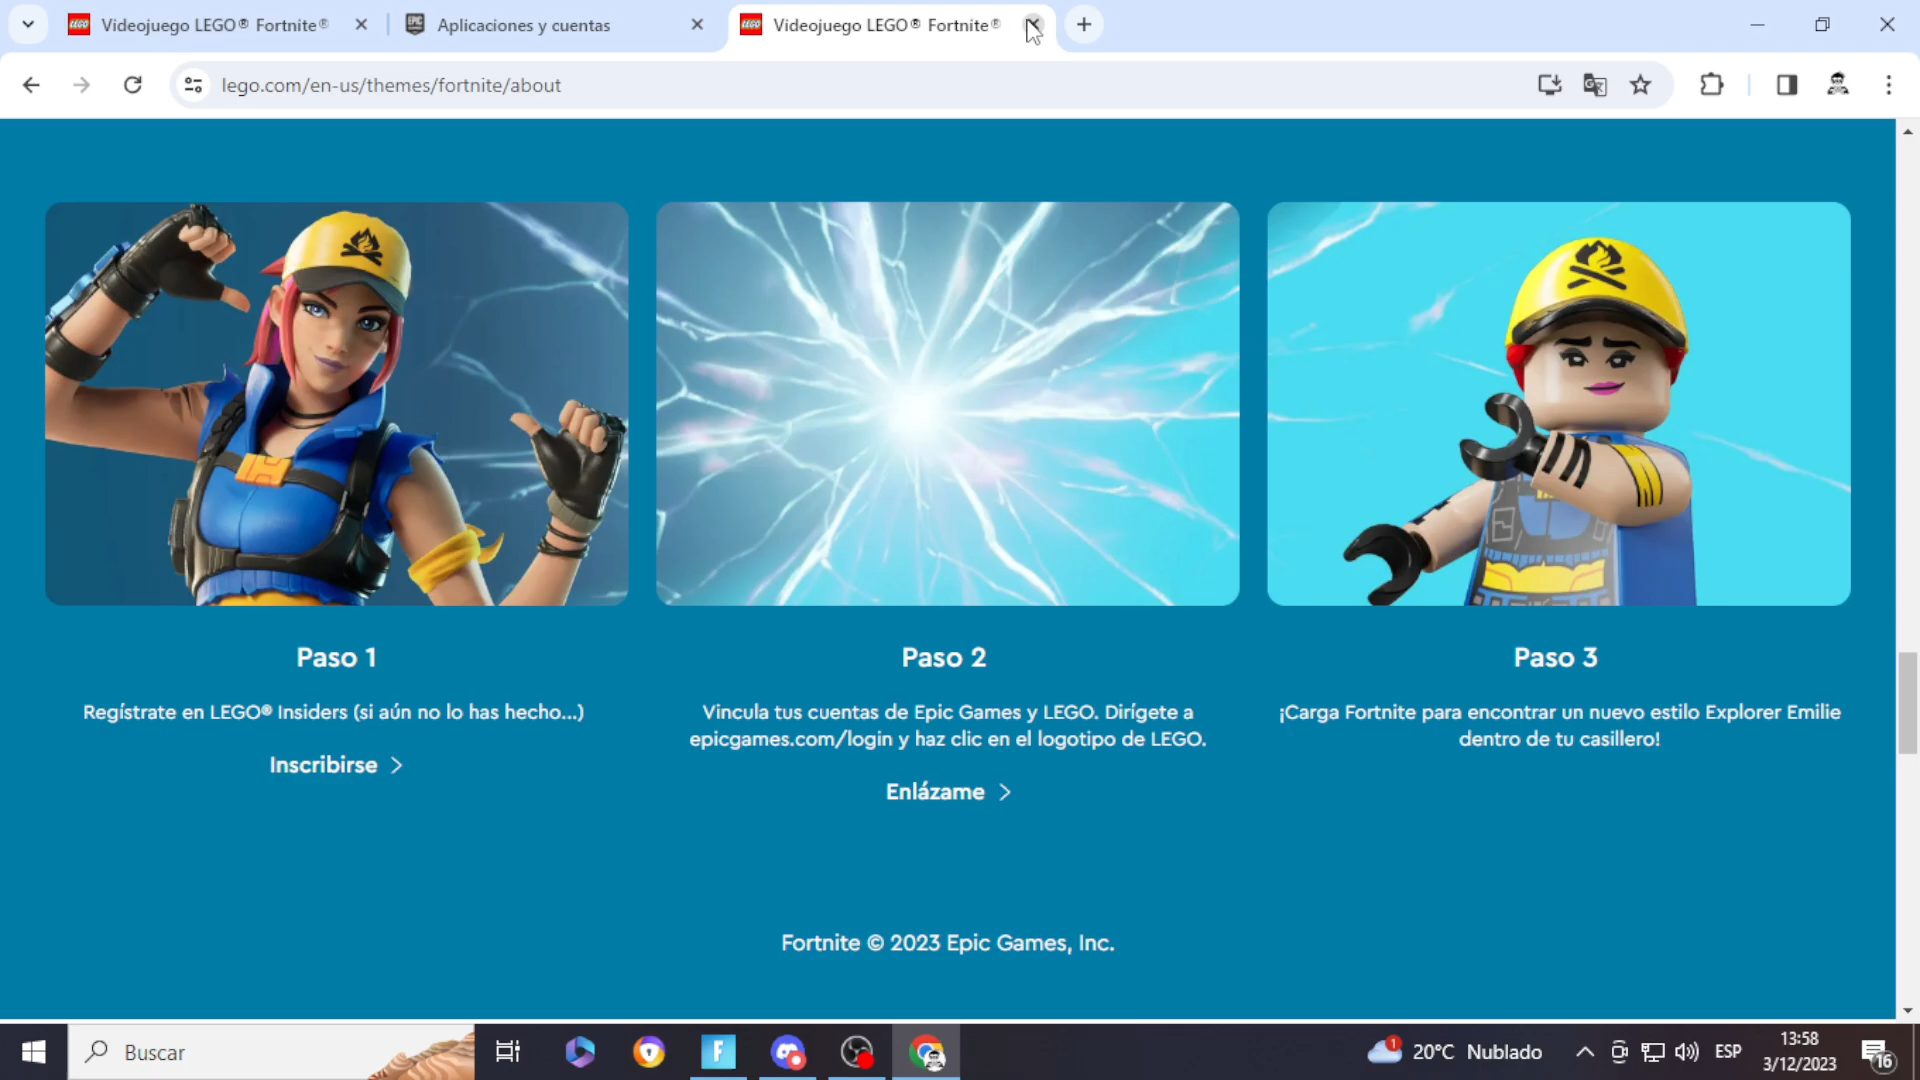 Videojuego LEGO® Fortnite®
Aplicaciones y cuentas
Videojuego LEGO® Fortnite®
lego.com/en-us/themes/fortnite/about
Paso 1
Regístrate en LEGO® Insiders (si aún no lo has hecho...)
Inscribirse
Paso 2
Vincula tus cuentas de Epic Games y LEGO. Dirígete a
epicgames.com/login y haz clic en el logotipo de LEGO.
Enlázame
Paso 3
¡Carga Fortnite para encontrar un nuevo estilo Explorer Emilie
dentro de tu casillero!
Fortnite © 2023 Epic Games, Inc.
Buscar
1
20°C Nublado
ESP
13:58
3/12/2023
16